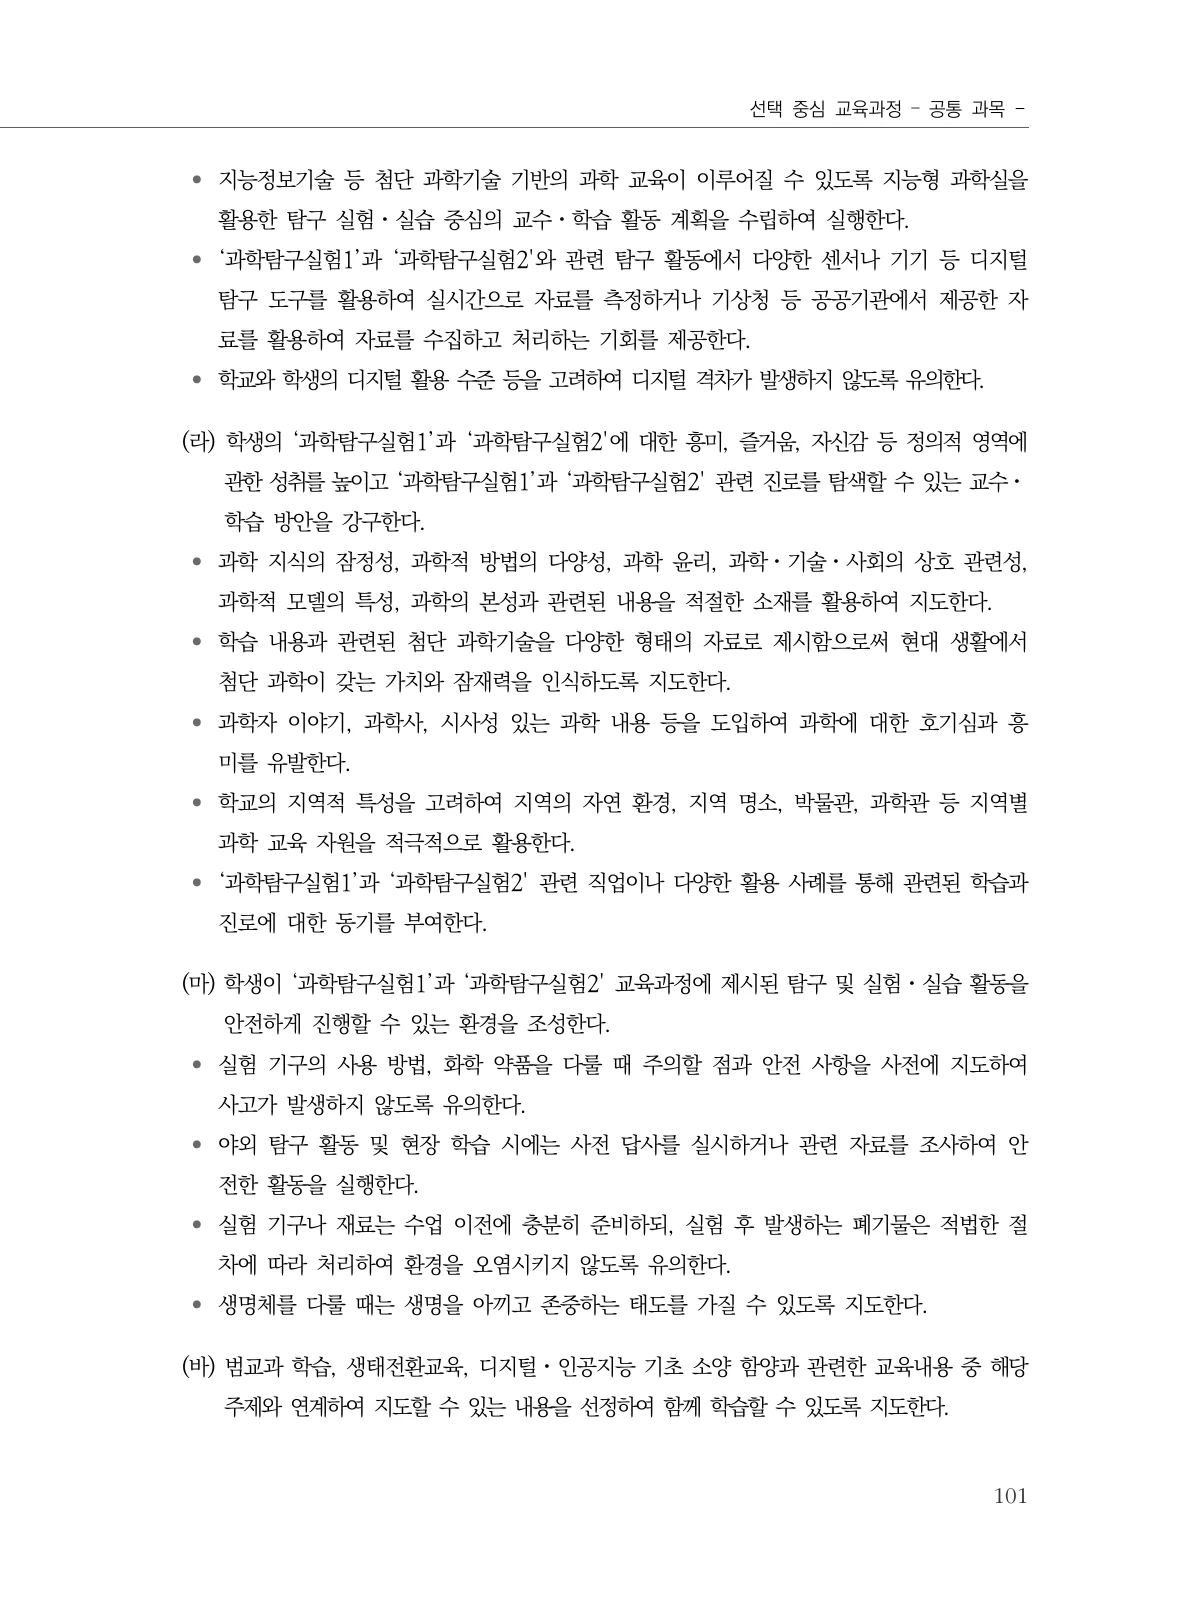 선택 중심 교육과정 - 공통 과목 -
• 지능정보기술 등 첨단 과학기술 기반의 과학 교육이 이루어질 수 있도록 지능형 과학실을
활용한 탐구 실험·실습 중심의 교수·학습 활동 계획을 수립하여 실행한다.
• ‘과학탐구실험1’과 ‘과학탐구실험2'와 관련 탐구 활동에서 다양한 센서나 기기 등 디지털
탐구 도구를 활용하여 실시간으로 자료를 측정하거나 기상청 등 공공기관에서 제공한 자
료를 활용하여 자료를 수집하고 처리하는 기회를 제공한다.
• 학교와 학생의 디지털 활용 수준 등을 고려하여 디지털 격차가 발생하지 않도록 유의한다.
(라) 학생의 ‘과학탐구실험1’과 ‘과학탐구실험2'에 대한 흥미, 즐거움, 자신감 등 정의적 영역에
관한 성취를 높이고 ‘과학탐구실험1’과 ‘과학탐구실험2' 관련 진로를 탐색할 수 있는 교수·
학습 방안을 강구한다.
• 과학 지식의 잠정성, 과학적 방법의 다양성, 과학 윤리, 과학·기술·사회의 상호 관련성,
과학적 모델의 특성, 과학의 본성과 관련된 내용을 적절한 소재를 활용하여 지도한다.
• 학습 내용과 관련된 첨단 과학기술을 다양한 형태의 자료로 제시함으로써 현대 생활에서
첨단 과학이 갖는 가치와 잠재력을 인식하도록 지도한다.
• 과학자 이야기, 과학사, 시사성 있는 과학 내용 등을 도입하여 과학에 대한 호기심과 흥
미를 유발한다.
• 학교의 지역적 특성을 고려하여 지역의 자연 환경, 지역 명소, 박물관, 과학관 등 지역별
과학 교육 자원을 적극적으로 활용한다.
• ‘과학탐구실험1’과 ‘과학탐구실험2' 관련 직업이나 다양한 활용 사례를 통해 관련된 학습과
진로에 대한 동기를 부여한다.
(마) 학생이 ‘과학탐구실험1’과 ‘과학탐구실험2' 교육과정에 제시된 탐구 및 실험·실습 활동을
안전하게 진행할 수 있는 환경을 조성한다.
• 실험 기구의 사용 방법, 화학 약품을 다룰 때 주의할 점과 안전 사항을 사전에 지도하여
사고가 발생하지 않도록 유의한다.
• 야외 탐구 활동 및 현장 학습 시에는 사전 답사를 실시하거나 관련 자료를 조사하여 안
전한 활동을 실행한다.
• 실험 기구나 재료는 수업 이전에 충분히 준비하되, 실험 후 발생하는 폐기물은 적법한 절
차에 따라 처리하여 환경을 오염시키지 않도록 유의한다.
• 생명체를 다룰 때는 생명을 아끼고 존중하는 태도를 가질 수 있도록 지도한다.
(바) 범교과 학습, 생태전환교육, 디지털·인공지능 기초 소양 함양과 관련한 교육내용 중 해당
주제와 연계하여 지도할 수 있는 내용을 선정하여 함께 학습할 수 있도록 지도한다.
101